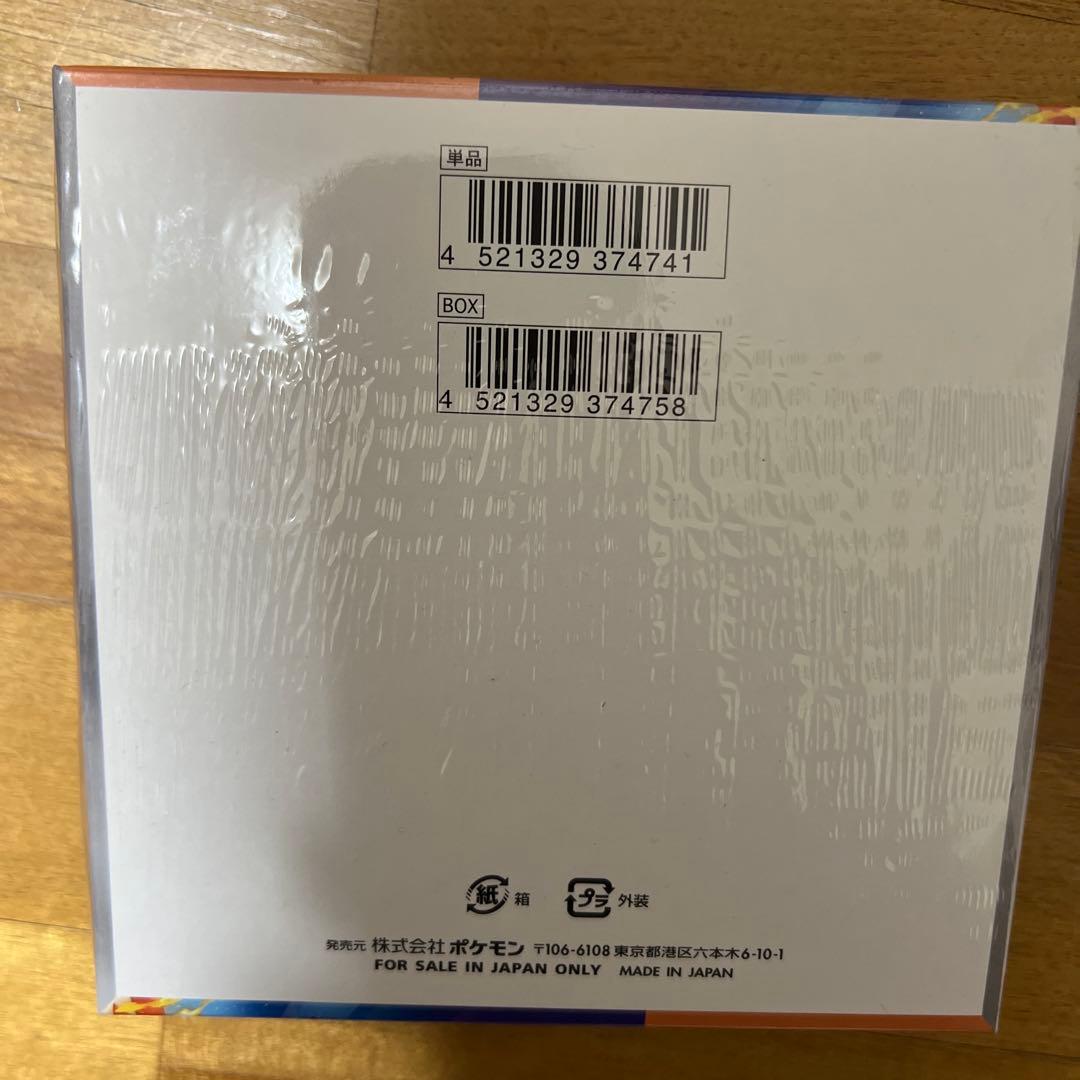 単品
4 521329 374741
BOX
4 521329 374758
紙 箱 プラ 外装
発売元 株式会社 ポケモン 〒106-6108 東京都港区六本木6-10-1
FOR SALE IN JAPAN ONLY MADE IN JAPAN